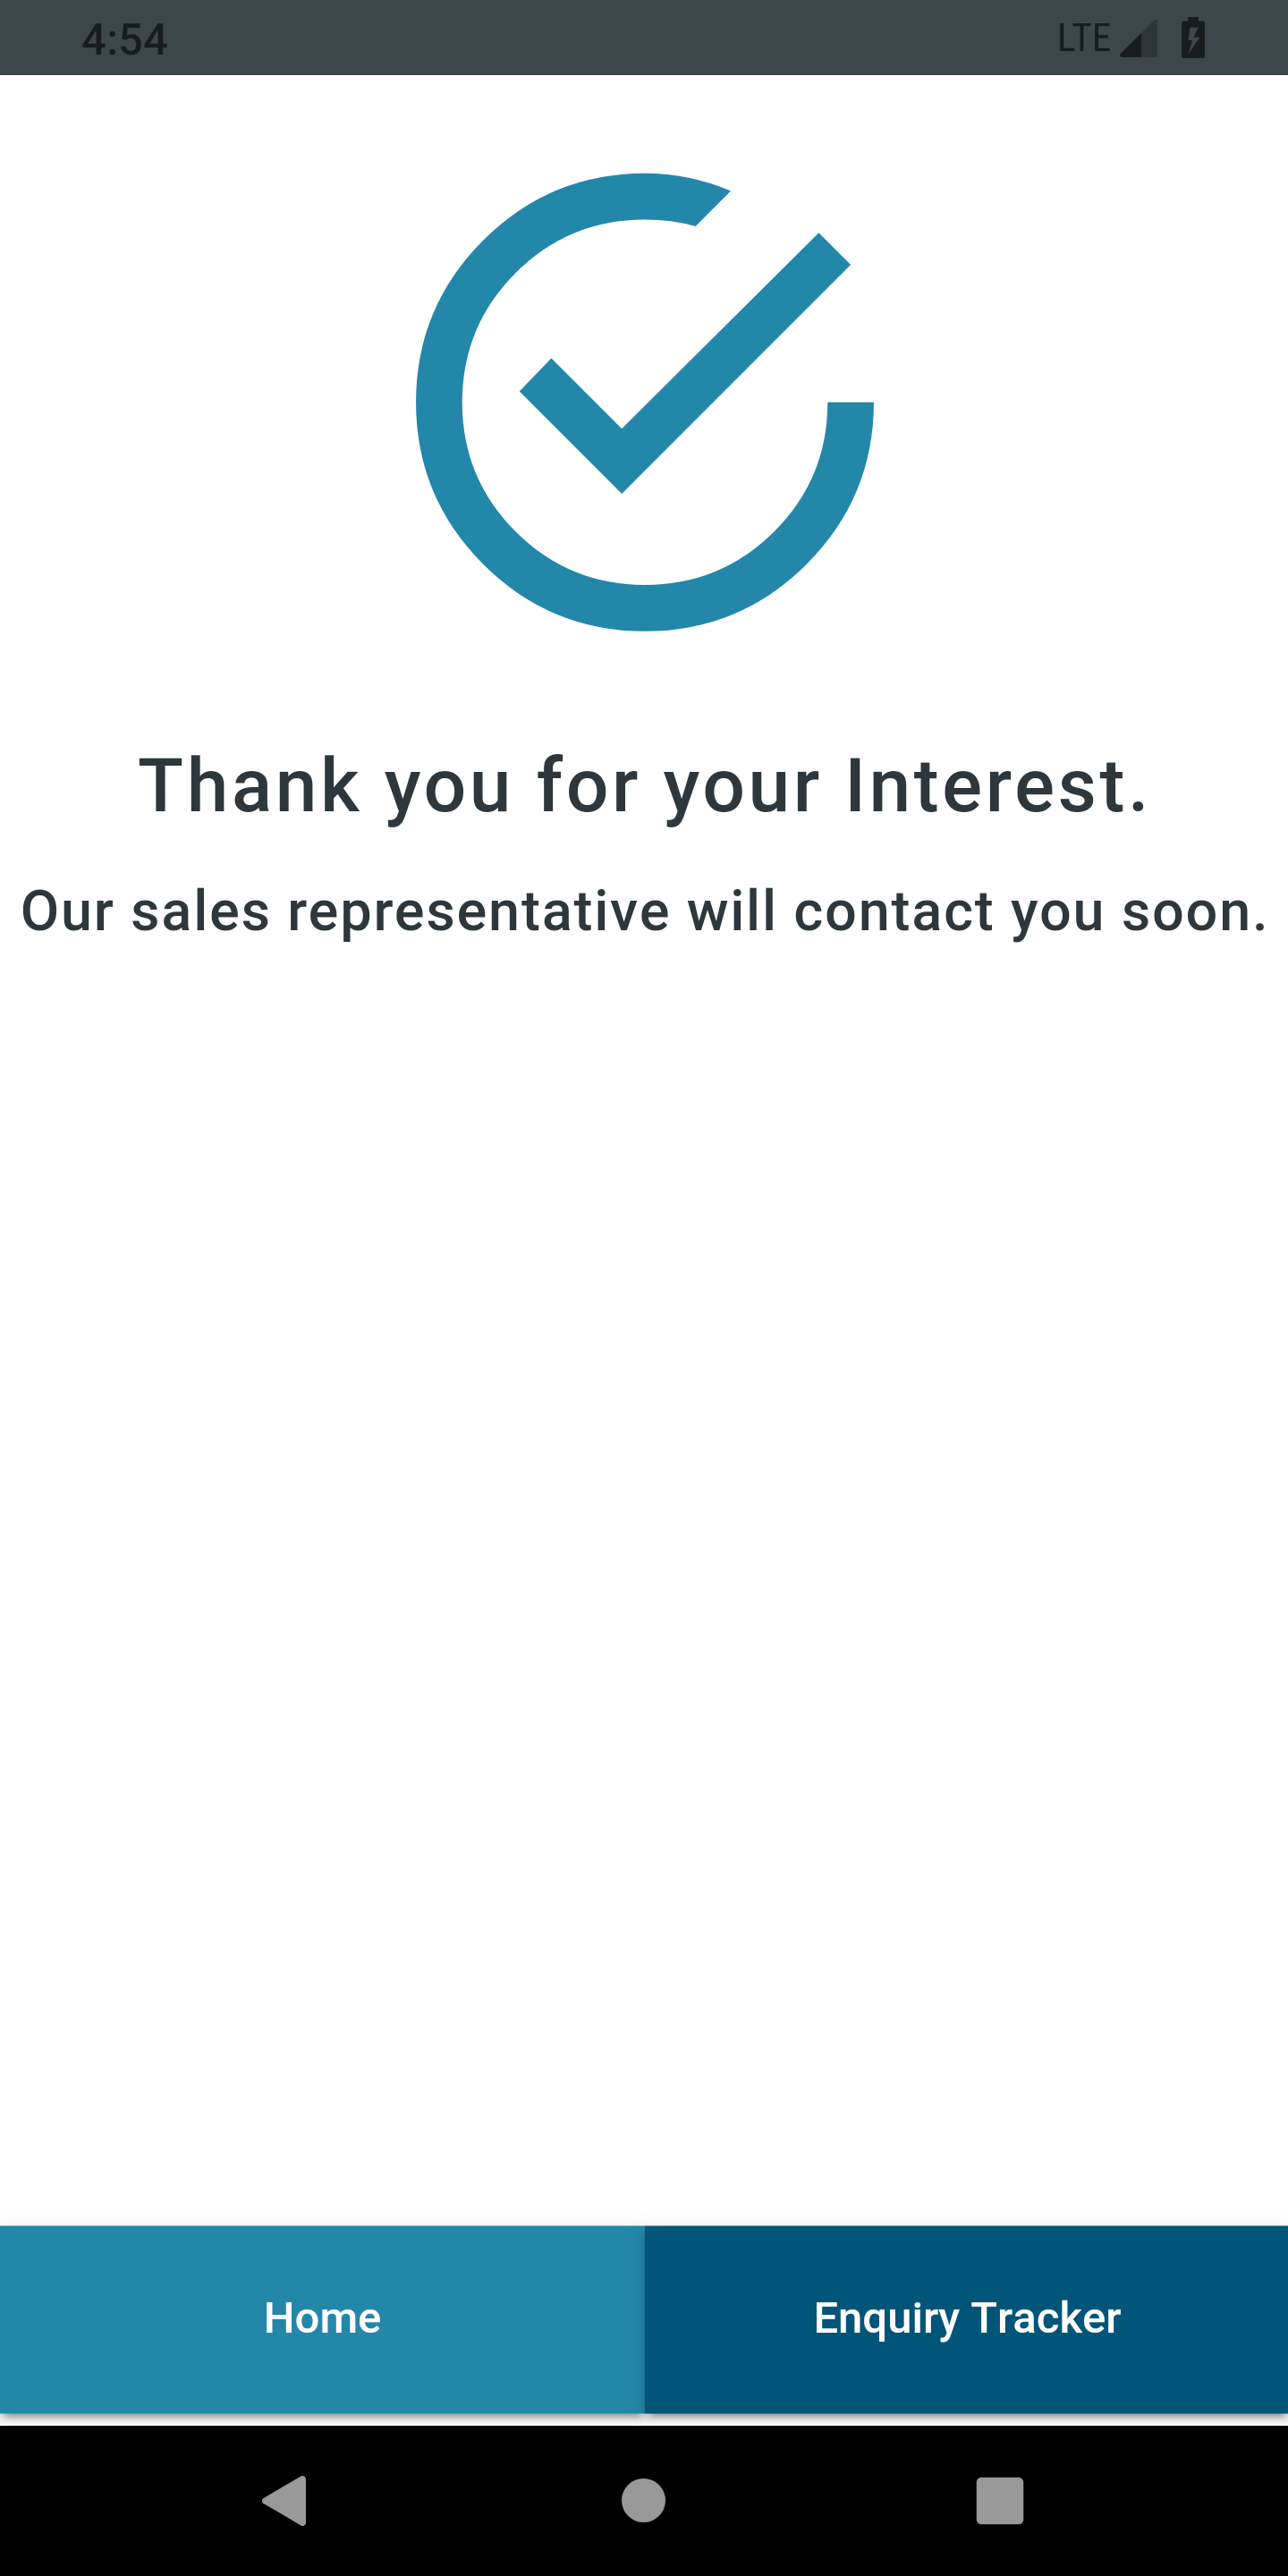 4:54 LTE
Thank you for your Interest.
Our sales representative will contact you soon.
Home Enquiry Tracker